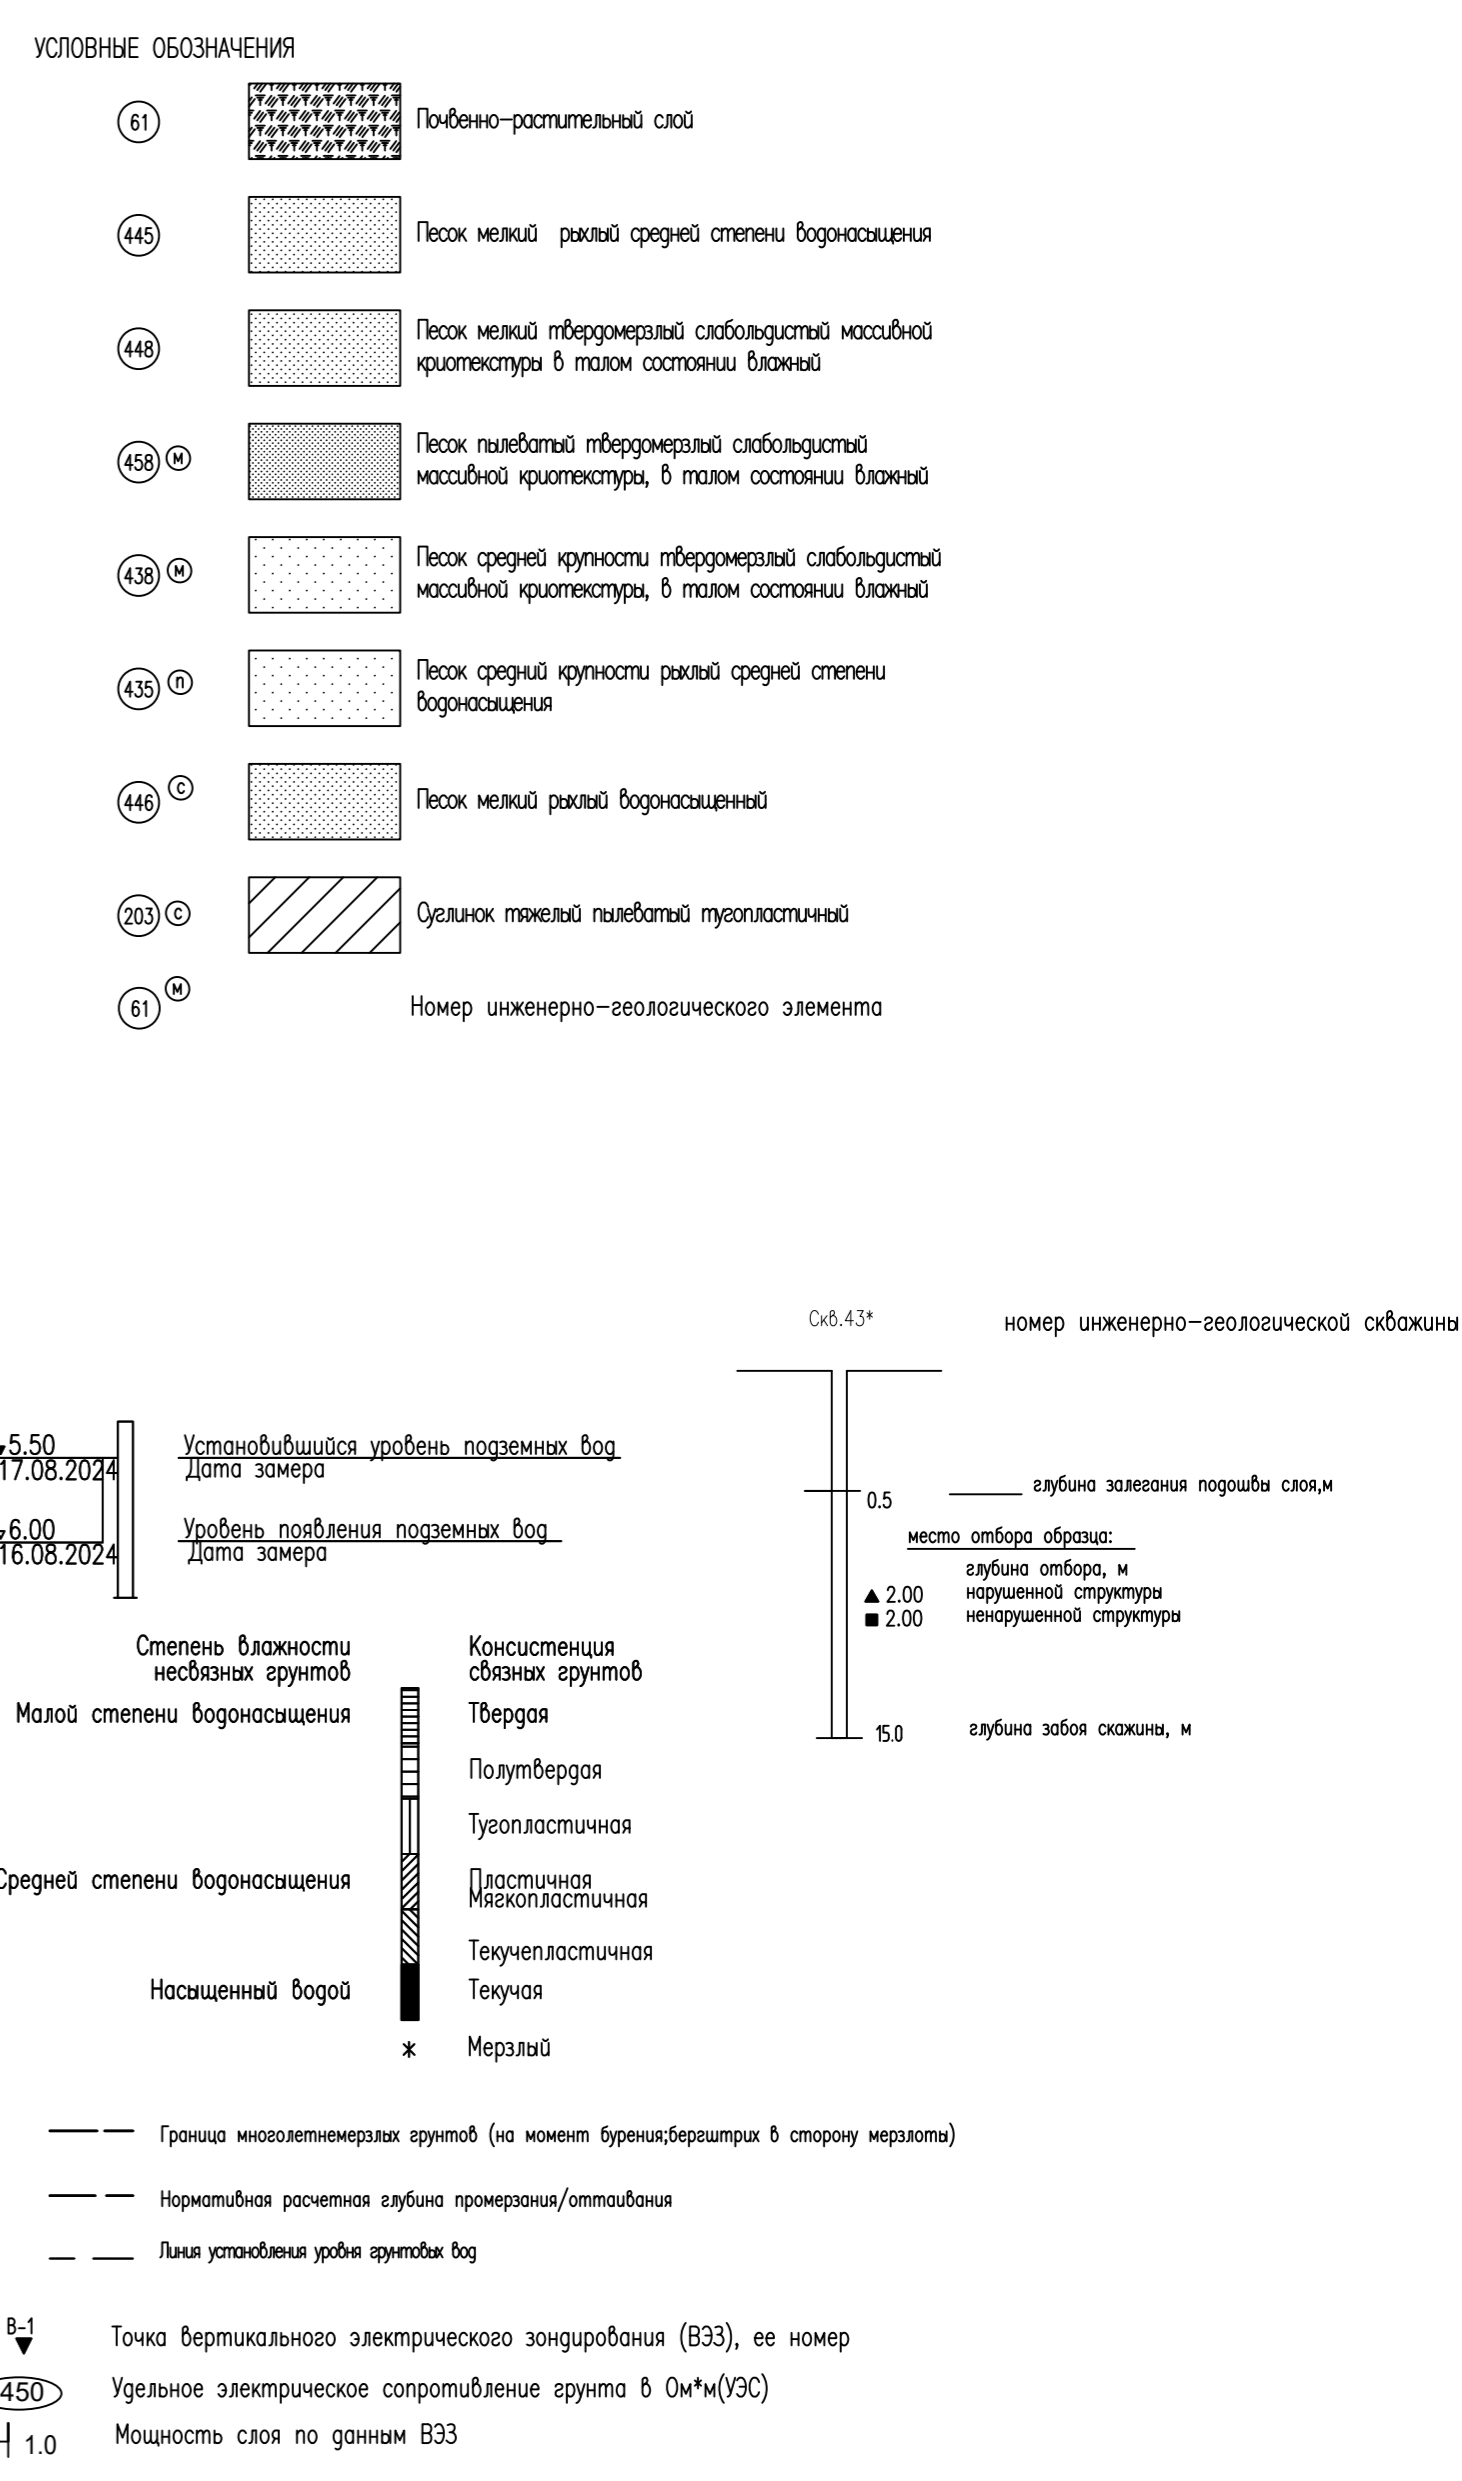 УСЛОВНЫЕ ОБОЗНАЧЕНИЯ
61 Почвенно-растительный слой
445 Песок мелкий рыхлый средней степени водонасыщения
448 Песок мелкий твердомерзлый слабольдистый массивной
криотекстуры в талом состоянии влажный
458 м Песок пылеватый твердомерзлый слабольдистый
массивной криотекстуры, в талом состоянии влажный
438 м Песок средней крупности твердомерзлый слабольдистый
массивной криотекстуры, в талом состоянии влажный
435 п Песок средний крупности рыхлый средней степени
водонасыщения
446 с Песок мелкий рыхлый водонасыщенный
203 с Суглинок тяжелый пылеватый тугопластичный
61 м Номер инженерно-геологического элемента
Скв.43* номер инженерно-геологической скважины
5.50 Установившийся уровень подземных вод
17.08.2024 Дата замера
6.00 Уровень появления подземных вод
16.08.2024 Дата замера
0.5 глубина залегания подошвы слоя,м
место отбора образца:
глубина отбора, м
2.00 нарушенной структуры
2.00 ненарушенной структуры
15.0 глубина забоя скажины, м
Степень влажности
несвязных грунтов
Консистенция
связных грунтов
Малой степени водонасыщения Твердая
Полутвердая
Тугопластичная
Средней степени водонасыщения Пластичная
Мягкопластичная
Текучепластичная
Насыщенный водой Текучая
Мерзлый
Граница многолетнемерзлых грунтов (на момент бурения;бергштрих в сторону мерзлоты)
Нормативная расчетная глубина промерзания/оттаивания
Линия установления уровня грунтовых вод
В-1 Точка вертикального электрического зондирования (ВЭЗ), ее номер
450 Удельное электрическое сопротивление грунта в Ом*м(УЭС)
1.0 Мощность слоя по данным ВЭЗ